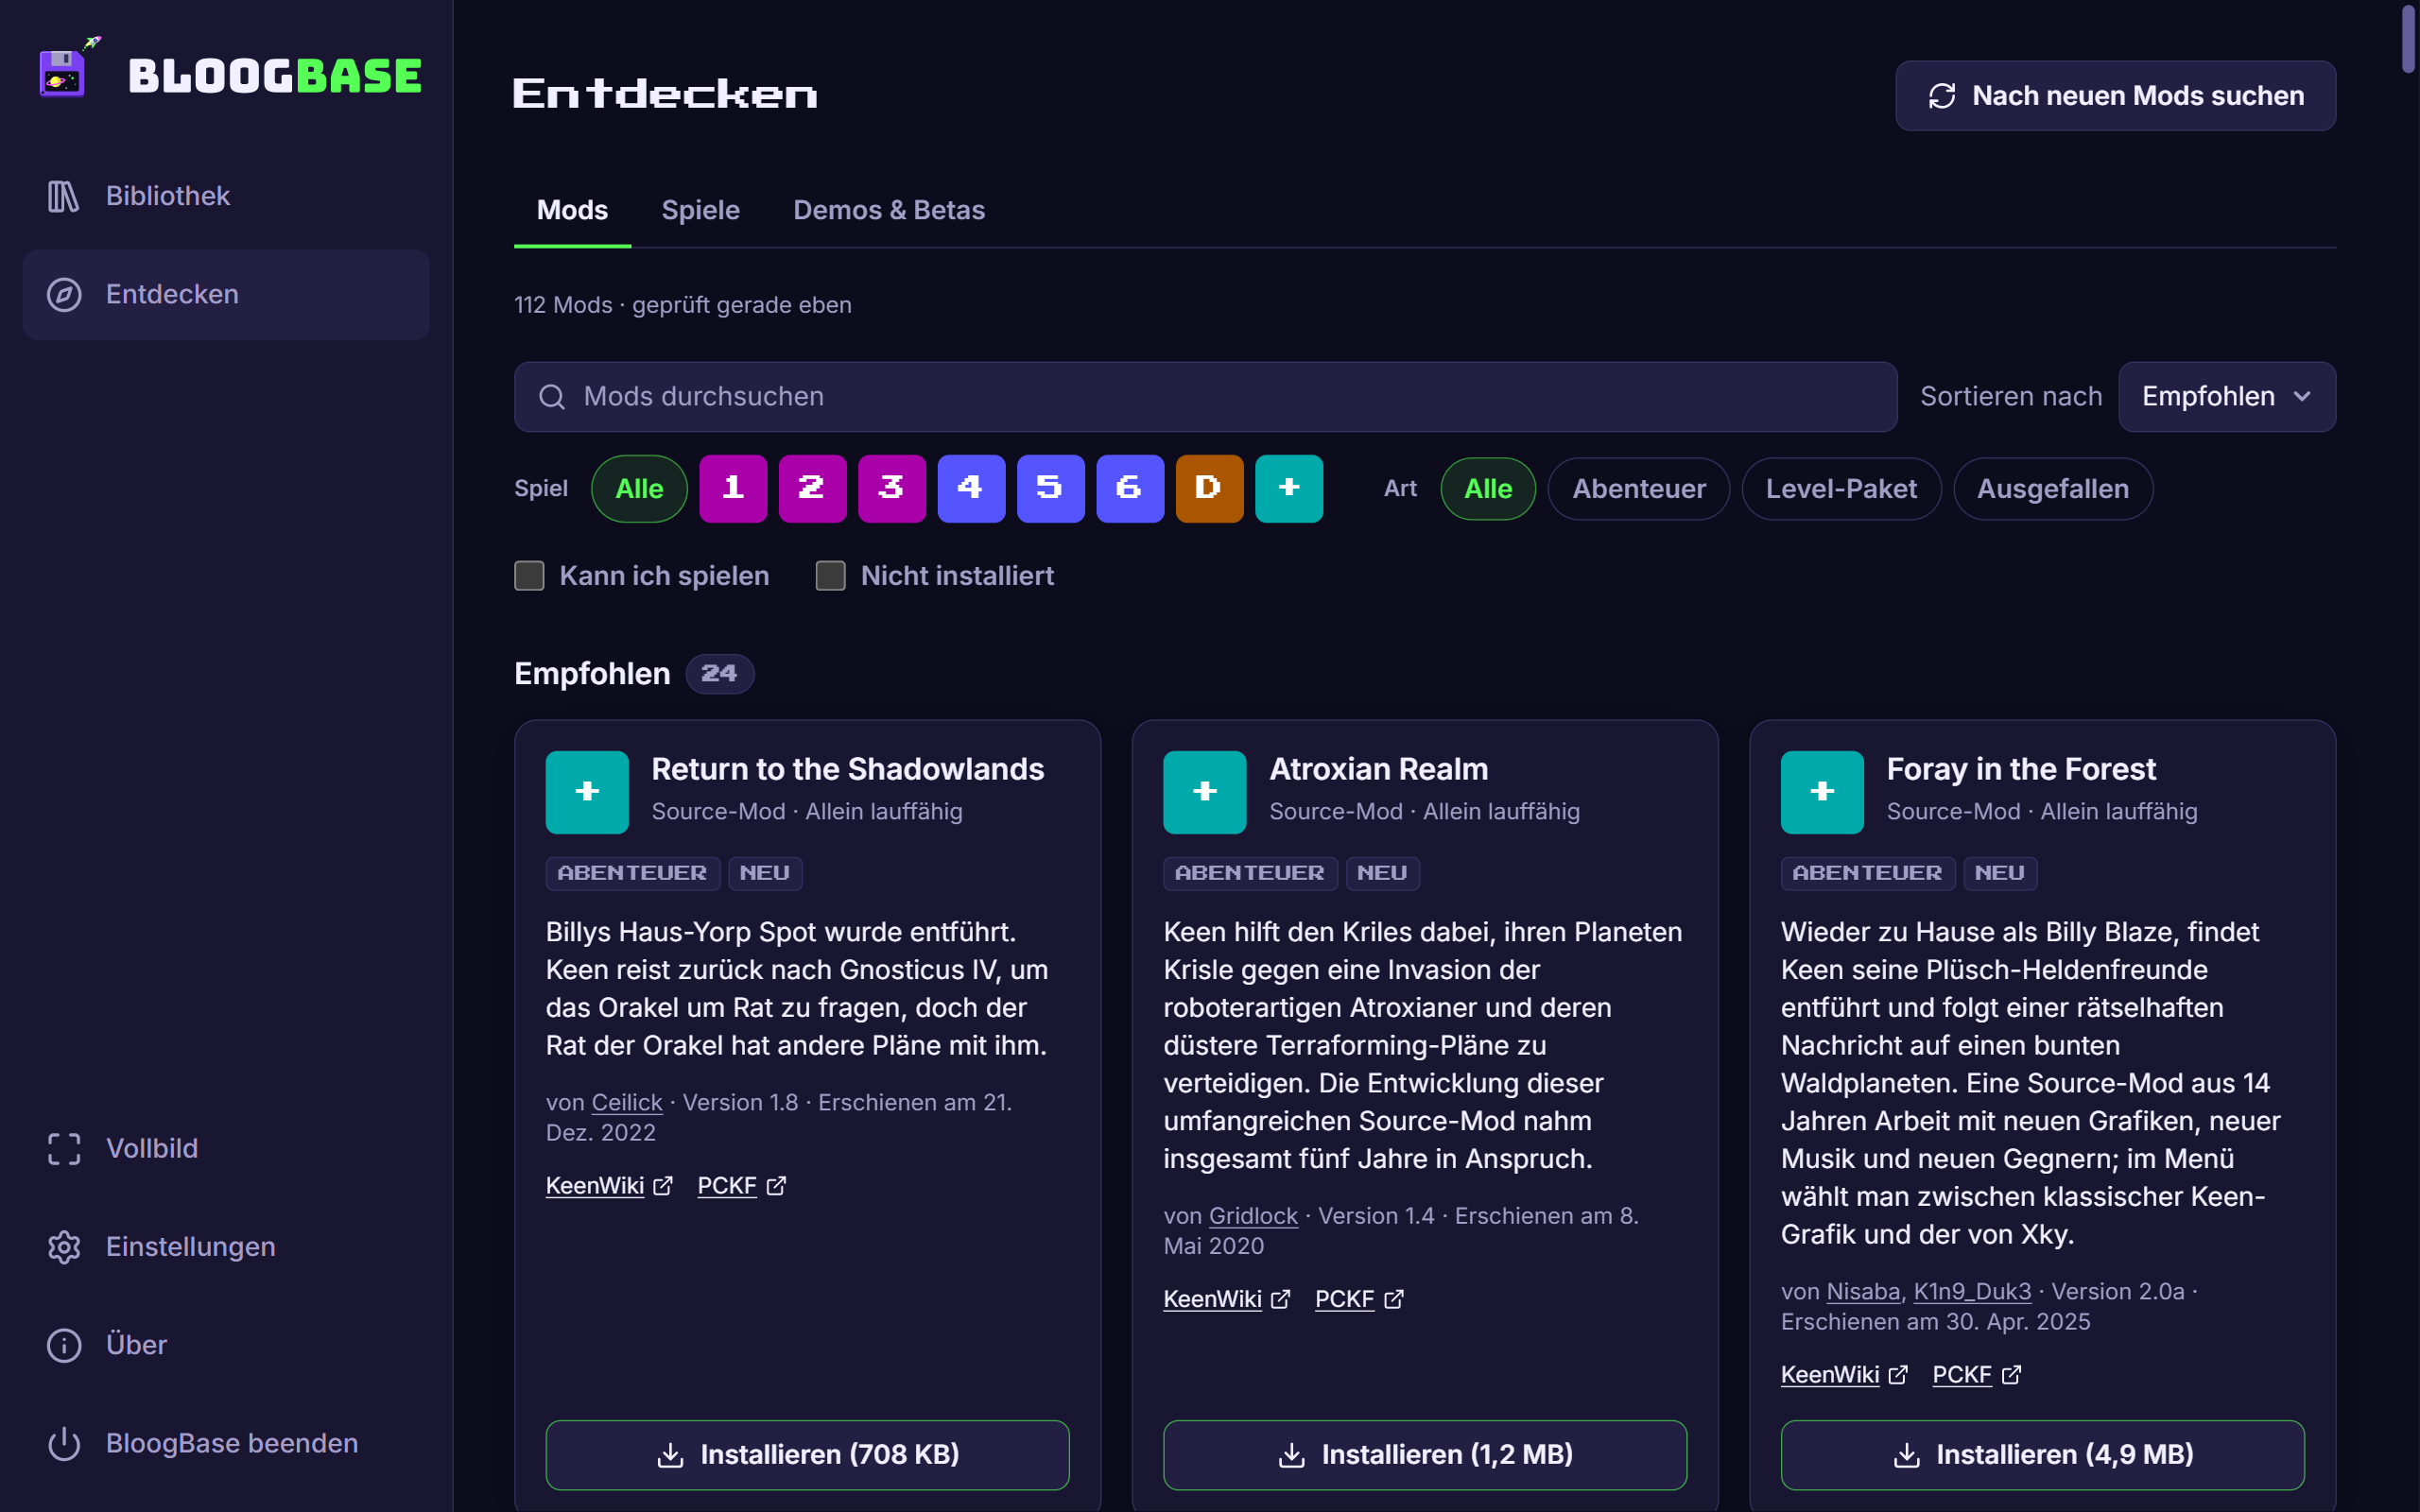 BLOOGBASE
Bibliothek
Entdecken
Vollbild
Einstellungen
Über
BloogBase beenden
Entdecken
Nach neuen Mods suchen
Mods Spiele Demos & Betas
112 Mods · geprüft gerade eben
Mods durchsuchen
Sortieren nach Empfohlen
Spiel Alle 1 2 3 4 5 6 D + Art Alle Abenteuer Level-Paket Ausgefallen
Kann ich spielen Nicht installiert
Empfohlen 24
+
Return to the Shadowlands
Source-Mod · Allein lauffähig
ABENTEUER NEU
Billys Haus-Yorp Spot wurde entführt.
Keen reist zurück nach Gnosticus IV, um
das Orakel um Rat zu fragen, doch der
Rat der Orakel hat andere Pläne mit ihm.
von Ceilick · Version 1.8 · Erschienen am 21.
Dez. 2022
KeenWiki PCKF
Installieren (708 KB)
+
Atroxian Realm
Source-Mod · Allein lauffähig
ABENTEUER NEU
Keen hilft den Kriles dabei, ihren Planeten
Krisle gegen eine Invasion der
roboterartigen Atroxianer und deren
düstere Terraforming-Pläne zu
verteidigen. Die Entwicklung dieser
umfangreichen Source-Mod nahm
insgesamt fünf Jahre in Anspruch.
von Gridlock · Version 1.4 · Erschienen am 8.
Mai 2020
KeenWiki PCKF
Installieren (1,2 MB)
+
Foray in the Forest
Source-Mod · Allein lauffähig
ABENTEUER NEU
Wieder zu Hause als Billy Blaze, findet
Keen seine Plüsch-Heldenfreunde
entführt und folgt einer rätselhaften
Nachricht auf einen bunten
Waldplaneten. Eine Source-Mod aus 14
Jahren Arbeit mit neuen Grafiken, neuer
Musik und neuen Gegnern; im Menü
wählt man zwischen klassischer Keen-
Grafik und der von Xky.
von Nisaba, K1n9_Duk3 · Version 2.0a ·
Erschienen am 30. Apr. 2025
KeenWiki PCKF
Installieren (4,9 MB)